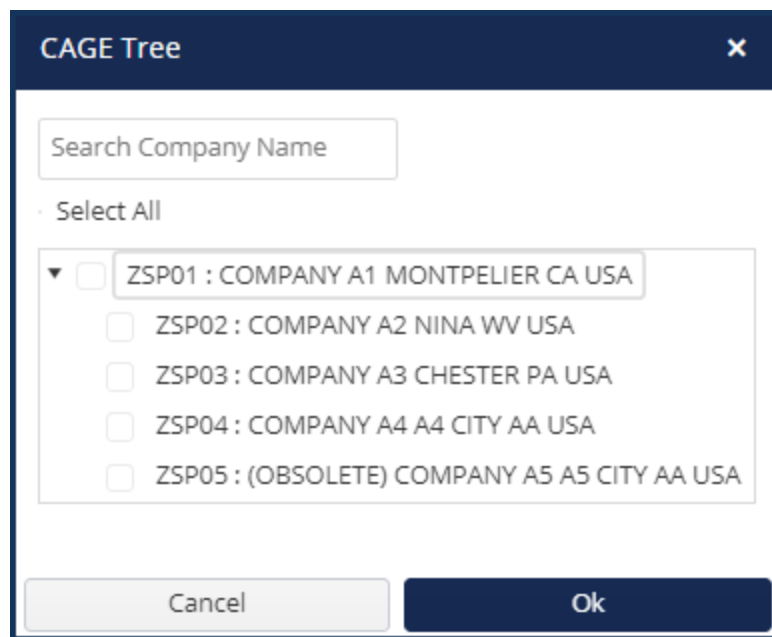 CAGE Tree
Search Company Name
Select All
ZSP01 : COMPANY A1 MONTPELIER CA USA
ZSP02 : COMPANY A2 NINA WV USA
ZSP03 : COMPANY A3 CHESTER PA USA
ZSP04 : COMPANY A4 A4 CITY AA USA
ZSP05 : (OBSOLETE) COMPANY A5 A5 CITY AA USA
Cancel Ok